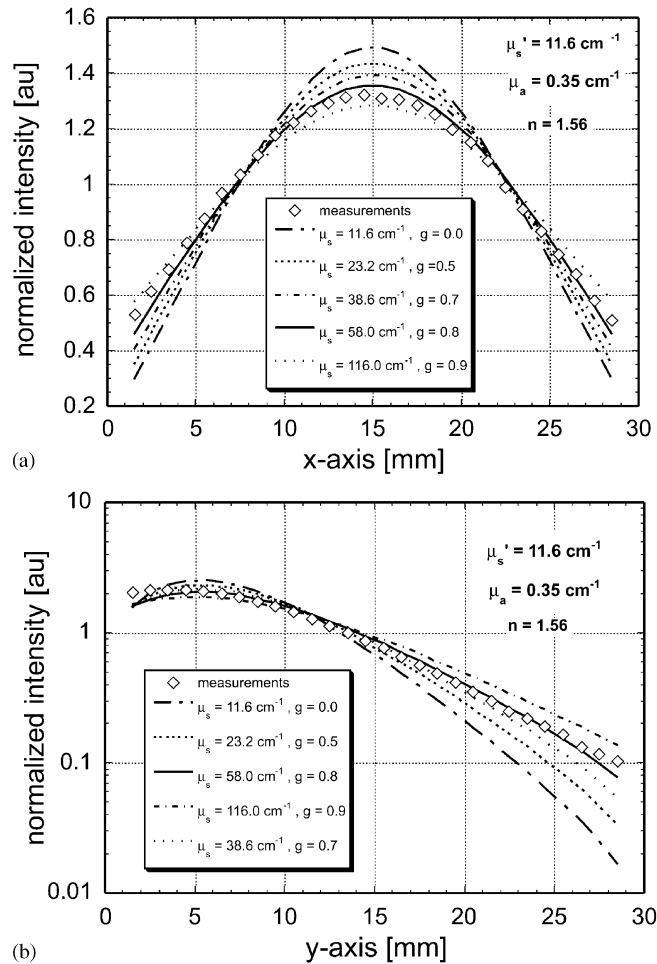 1.6
1.4
1.2
1
0.8
0.6
0.4
0.2
normalized intensity [au]
μs' = 11.6 cm-1
μa = 0.35 cm-1
n = 1.56
measurements
μs = 11.6 cm-1 , g = 0.0
μs = 23.2 cm-1 , g =0.5
μs = 38.6 cm-1 , g = 0.7
μs = 58.0 cm-1 , g = 0.8
μs = 116.0 cm-1 , g = 0.9
0 5 10 15 20 25 30
(a)
x-axis [mm]
10
1
0.1
0.01
normalized intensity [au]
μs' = 11.6 cm-1
μa = 0.35 cm-1
n = 1.56
measurements
μs = 11.6 cm-1 , g = 0.0
μs = 23.2 cm-1 , g = 0.5
μs = 58.0 cm-1 , g = 0.8
μs = 116.0 cm-1 , g = 0.9
μs = 38.6 cm-1 , g = 0.7
0 5 10 15 20 25 30
(b)
y-axis [mm]